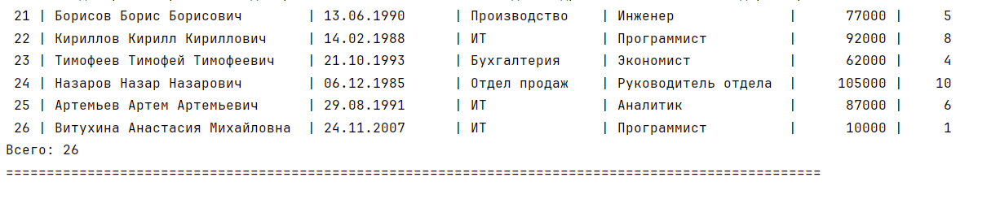 21 | Борисов Борис Борисович | 13.06.1990 | Производство | Инженер | 77000 | 5
22 | Кириллов Кирилл Кириллович | 14.02.1988 | ИТ | Программист | 92000 | 8
23 | Тимофеев Тимофей Тимофеевич | 21.10.1993 | Бухгалтерия | Экономист | 62000 | 4
24 | Назаров Назар Назарович | 06.12.1985 | Отдел продаж | Руководитель отдела | 105000 | 10
25 | Артемьев Артем Артемьевич | 29.08.1991 | ИТ | Аналитик | 87000 | 6
26 | Витухина Анастасия Михайловна | 24.11.2007 | ИТ | Программист | 10000 | 1
Всего: 26
====================================================================================================